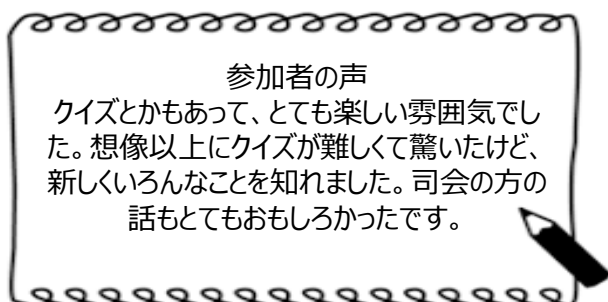 参加者の声
クイズとかもあって、とても楽しい雰囲気でし
た。想像以上にクイズが難しくて驚いたけど、
新しくいろんなことを知れました。司会の方の
話もとてもおもしろかったです。